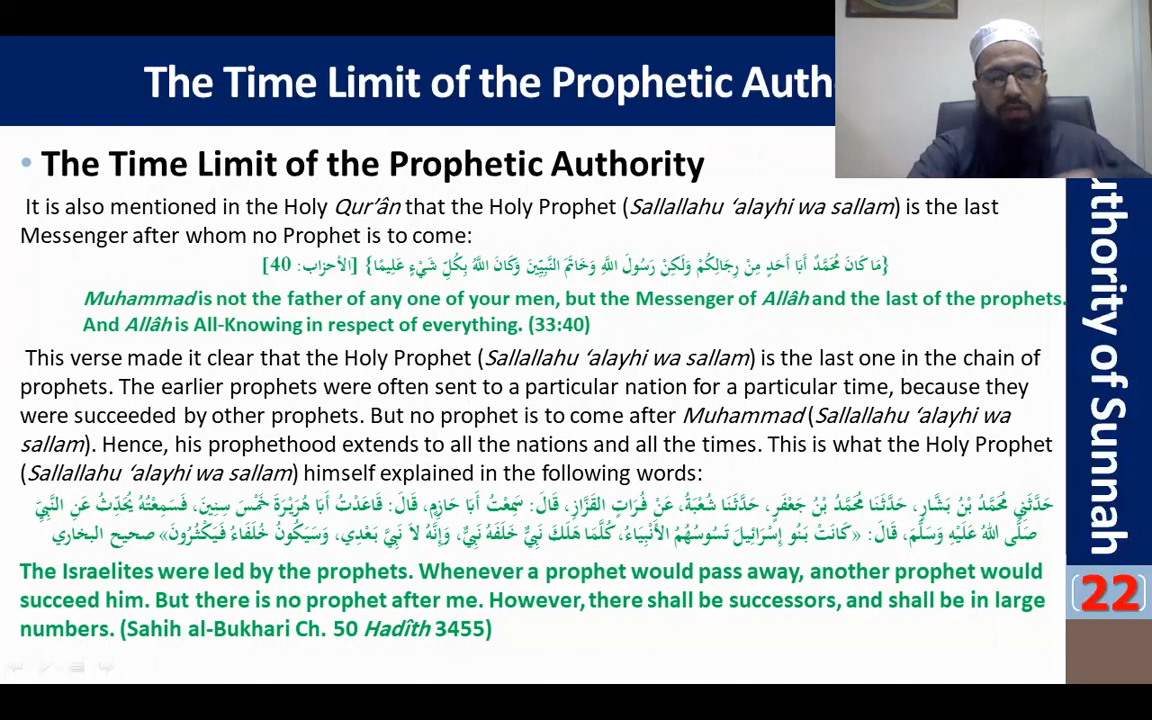 The Time Limit of the Prophetic Auth
• The Time Limit of the Prophetic Authority
It is also mentioned in the Holy Qur’ân that the Holy Prophet (Sallallahu ‘alayhi wa sallam) is the last
Messenger after whom no Prophet is to come:
{مَا كَانَ مُحَمَّدٌ أَبَا أَحَدٍ مِنْ رِجَالِكُمْ وَلَكِنْ رَسُولَ اللَّهِ وَخَاتَمَ النَّبِيِّينَ وَكَانَ اللَّهُ بِكُلِّ شَيْءٍ عَلِيمًا} [الأحزاب: 40]
Muhammad is not the father of any one of your men, but the Messenger of Allâh and the last of the prophets.
And Allâh is All-Knowing in respect of everything. (33:40)
This verse made it clear that the Holy Prophet (Sallallahu ‘alayhi wa sallam) is the last one in the chain of
prophets. The earlier prophets were often sent to a particular nation for a particular time, because they
were succeeded by other prophets. But no prophet is to come after Muhammad (Sallallahu ‘alayhi wa
sallam). Hence, his prophethood extends to all the nations and all the times. This is what the Holy Prophet
(Sallallahu ‘alayhi wa sallam) himself explained in the following words:
حَدَّثَنِي مُحَمَّدُ بْنُ بَشَّارٍ، حَدَّثَنَا مُحَمَّدُ بْنُ جَعْفَرٍ، حَدَّثَنَا شُعْبَةُ، عَنْ فُرَاتٍ القَزَّازِ، قَالَ: سَمِعْتُ أَبَا حَازِمٍ، قَالَ: قَاعَدْتُ أَبَا هُرَيْرَةَ خَمْسَ سِنِينَ، فَسَمِعْتُهُ يُحَدِّثُ عَنِ النَّبِيِّ
صَلَّى اللهُ عَلَيْهِ وَسَلَّمَ، قَالَ: «كَانَتْ بَنُو إِسْرَائِيلَ تَسُوسُهُمُ الأَنْبِيَاءُ، كُلَّمَا هَلَكَ نَبِيٌّ خَلَفَهُ نَبِيٌّ، وَإِنَّهُ لاَ نَبِيَّ بَعْدِي، وَسَيَكُونُ خُلَفَاءُ فَيَكْثُرُونَ» صحيح البخاري
The Israelites were led by the prophets. Whenever a prophet would pass away, another prophet would
succeed him. But there is no prophet after me. However, there shall be successors, and shall be in large
numbers. (Sahih al-Bukhari Ch. 50 Hadîth 3455)
uthority of Sunnah
22